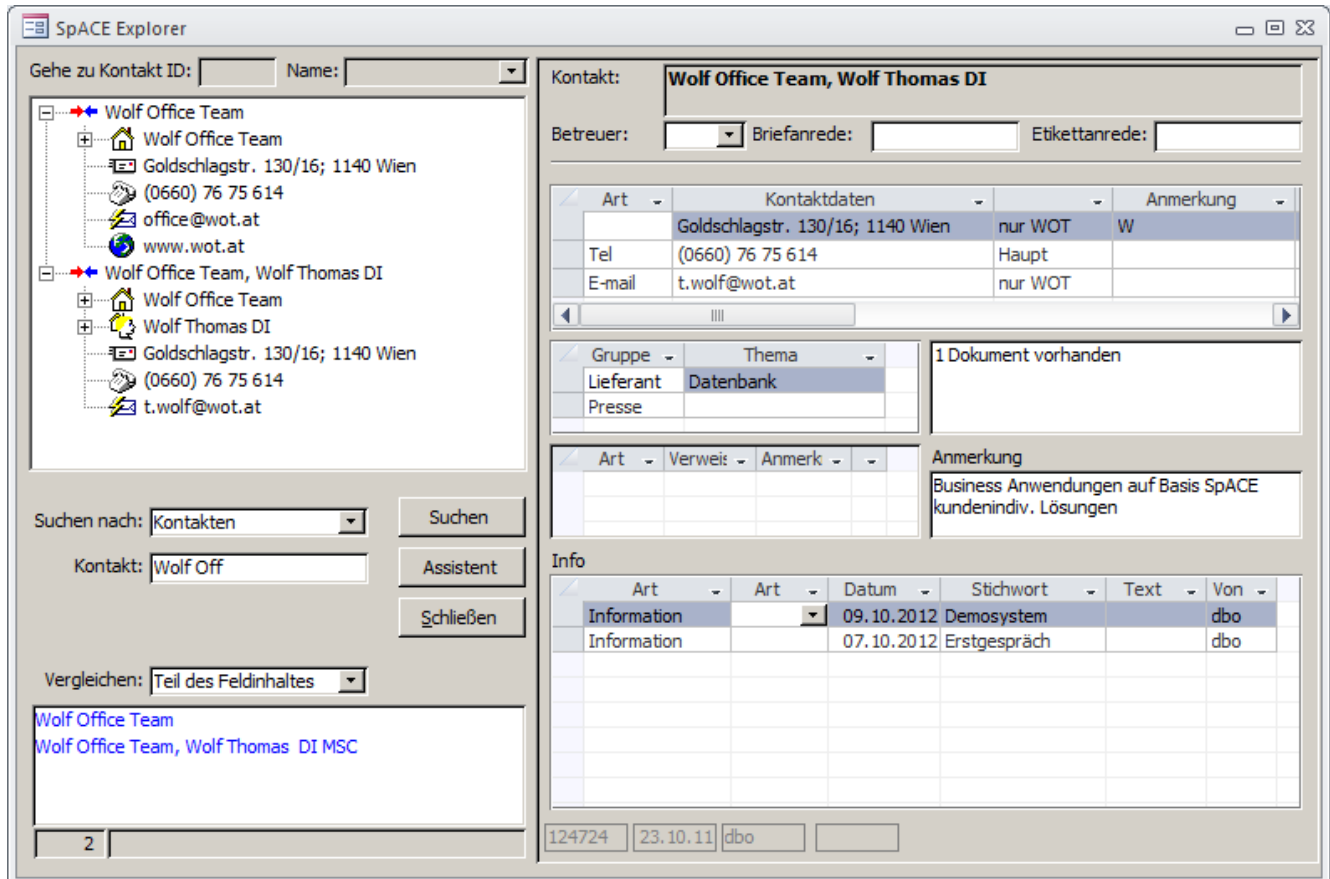 SpACE Explorer
Gehe zu Kontakt ID: Name:
Wolf Office Team
Wolf Office Team
Goldschlagstr. 130/16; 1140 Wien
(0660) 76 75 614
office@wot.at
www.wot.at
Wolf Office Team, Wolf Thomas DI
Wolf Office Team
Wolf Thomas DI
Goldschlagstr. 130/16; 1140 Wien
(0660) 76 75 614
t.wolf@wot.at
Suchen nach: Kontakten Suchen
Kontakt: Wolf Off Assistent
Schließen
Vergleichen: Teil des Feldinhaltes
Wolf Office Team
Wolf Office Team, Wolf Thomas DI MSC
2
Kontakt: Wolf Office Team, Wolf Thomas DI
Betreuer: Briefanrede: Etikettanrede:
Art Kontaktdaten Anmerkung
Goldschlagstr. 130/16; 1140 Wien nur WOT W
Tel (0660) 76 75 614 Haupt
E-mail t.wolf@wot.at nur WOT
Gruppe Thema
Lieferant Datenbank
Presse
1 Dokument vorhanden
Art Verweis Anmerk
Anmerkung
Business Anwendungen auf Basis SpACE
kundenindiv. Lösungen
Info
Art Art Datum Stichwort Text Von
Information 09.10.2012 Demosystem dbo
Information 07.10.2012 Erstgespräch dbo
124724 23.10.11 dbo